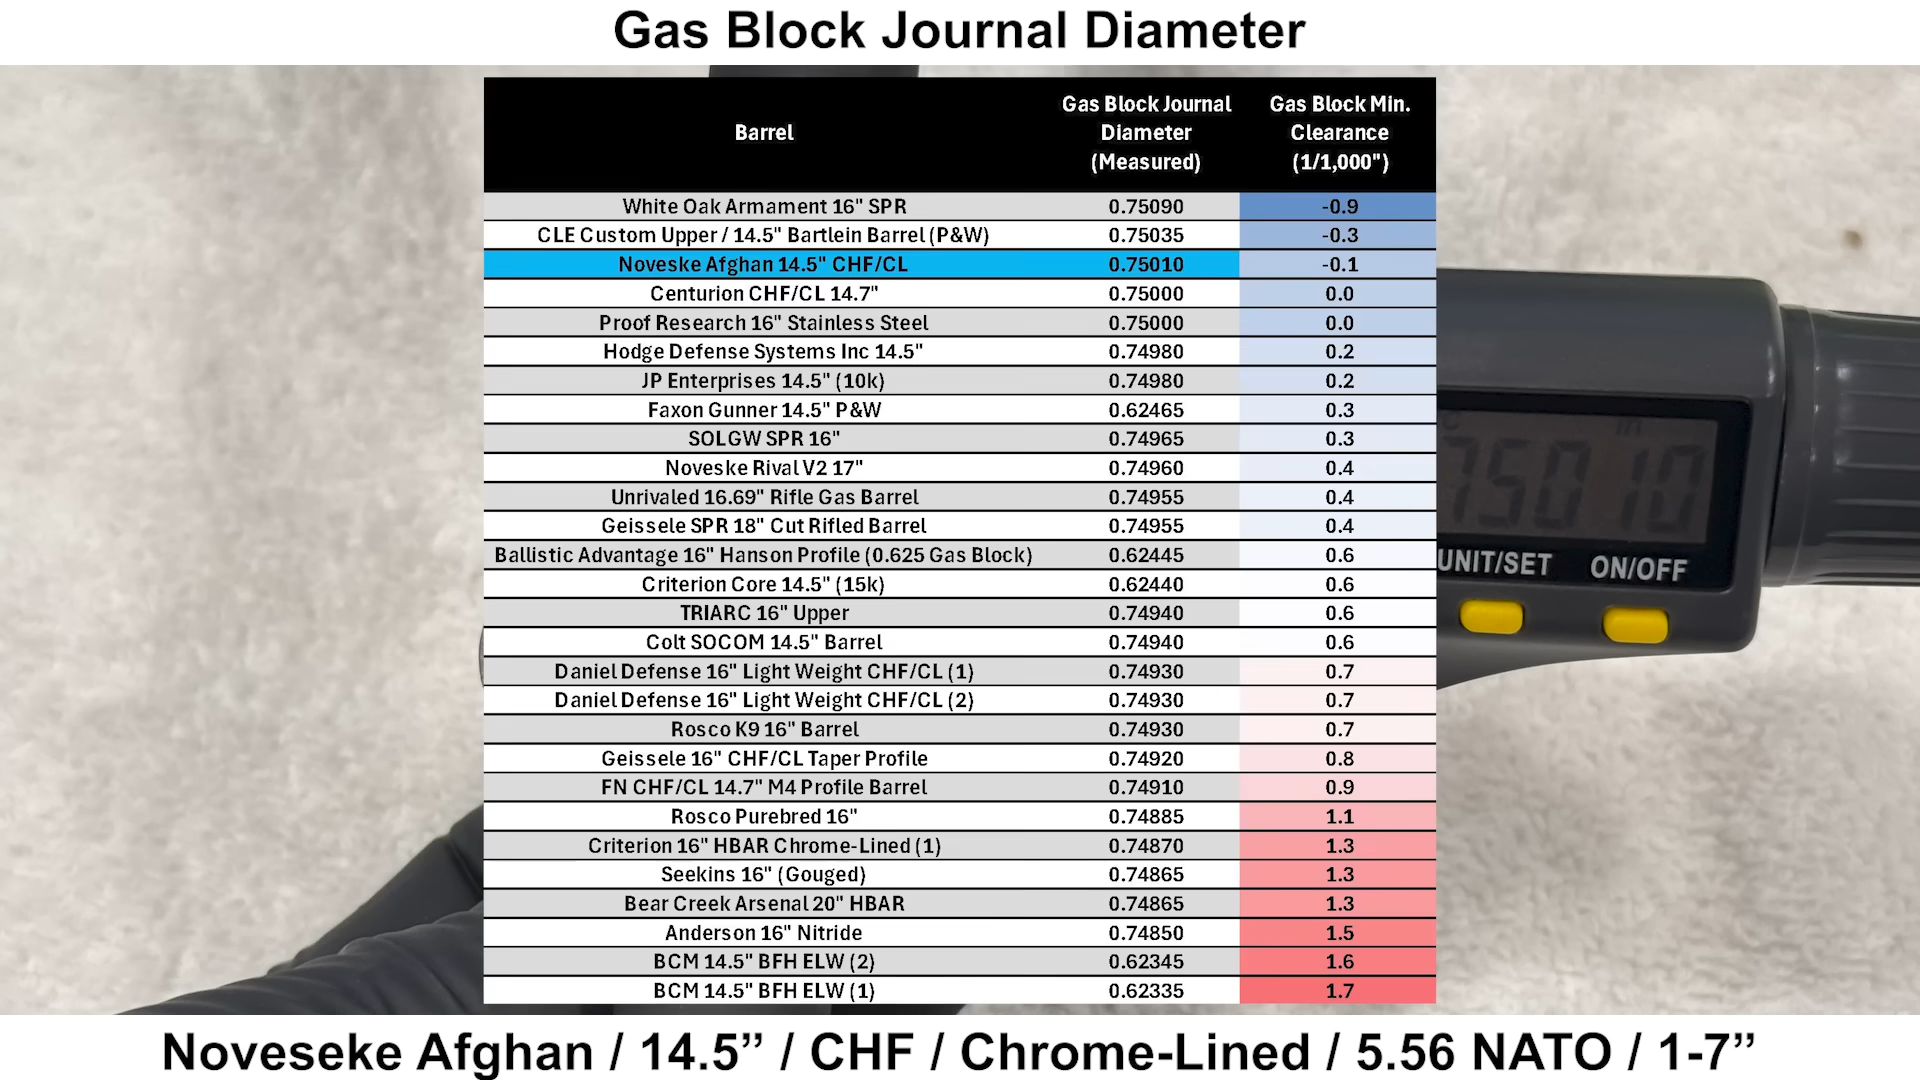 Gas Block Journal Diameter
Barrel Gas Block Journal Diameter (Measured) Gas Block Min. Clearance (1/1,000")
White Oak Armament 16" SPR 0.75090 -0.9
CLE Custom Upper / 14.5" Bartlein Barrel (P&W) 0.75035 -0.3
Noveske Afghan 14.5" CHF/CL 0.75010 -0.1
Centurion CHF/CL 14.7" 0.75000 0.0
Proof Research 16" Stainless Steel 0.75000 0.0
Hodge Defense Systems Inc 14.5" 0.74980 0.2
JP Enterprises 14.5" (10k) 0.74980 0.2
Faxon Gunner 14.5" P&W 0.62465 0.3
SOLGW SPR 16" 0.74965 0.3
Noveske Rival V2 17" 0.74960 0.4
Unrivaled 16.69" Rifle Gas Barrel 0.74955 0.4
Geissele SPR 18" Cut Rifled Barrel 0.74955 0.4
Ballistic Advantage 16" Hanson Profile (0.625 Gas Block) 0.62445 0.6
Criterion Core 14.5" (15k) 0.62440 0.6
TRIARC 16" Upper 0.74940 0.6
Colt SOCOM 14.5" Barrel 0.74940 0.6
Daniel Defense 16" Light Weight CHF/CL (1) 0.74930 0.7
Daniel Defense 16" Light Weight CHF/CL (2) 0.74930 0.7
Rosco K9 16" Barrel 0.74930 0.7
Geissele 16" CHF/CL Taper Profile 0.74920 0.8
FN CHF/CL 14.7" M4 Profile Barrel 0.74910 0.9
Rosco Purebred 16" 0.74885 1.1
Criterion 16" HBAR Chrome-Lined (1) 0.74870 1.3
Seekins 16" (Gouged) 0.74865 1.3
Bear Creek Arsenal 20" HBAR 0.74865 1.3
Anderson 16" Nitride 0.74850 1.5
BCM 14.5" BFH ELW (2) 0.62345 1.6
BCM 14.5" BFH ELW (1) 0.62335 1.7
in
750 10
UNIT/SET ON/OFF
Noveseke Afghan / 14.5” / CHF / Chrome-Lined / 5.56 NATO / 1-7”